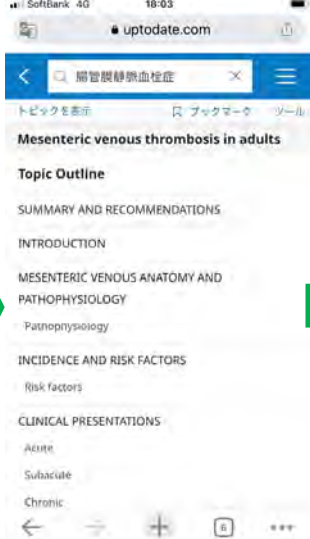 SoftBank 4G 18:03
uptodate.com
腸管膜静脈血栓症 ×
トピックを表示 ブックマーク ツール
Mesenteric venous thrombosis in adults
Topic Outline
SUMMARY AND RECOMMENDATIONS
INTRODUCTION
MESENTERIC VENOUS ANATOMY AND
PATHOPHYSIOLOGY
Pathophysiology
INCIDENCE AND RISK FACTORS
Risk factors
CLINICAL PRESENTATIONS
Acute
Subacute
Chronic
6